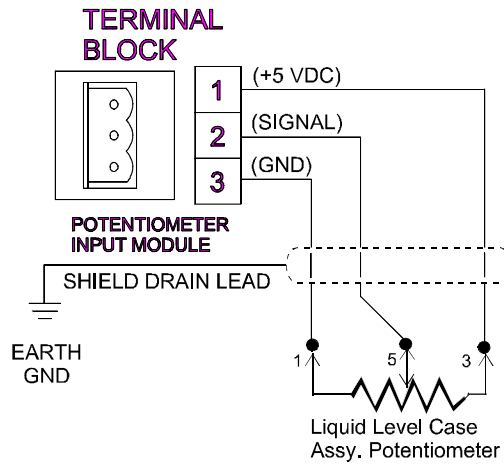 TERMINAL
BLOCK
1 (+5 VDC)
2 (SIGNAL)
3 (GND)
POTENTIOMETER
INPUT MODULE
SHIELD DRAIN LEAD
EARTH
GND
1 5 3
Liquid Level Case
Assy. Potentiometer